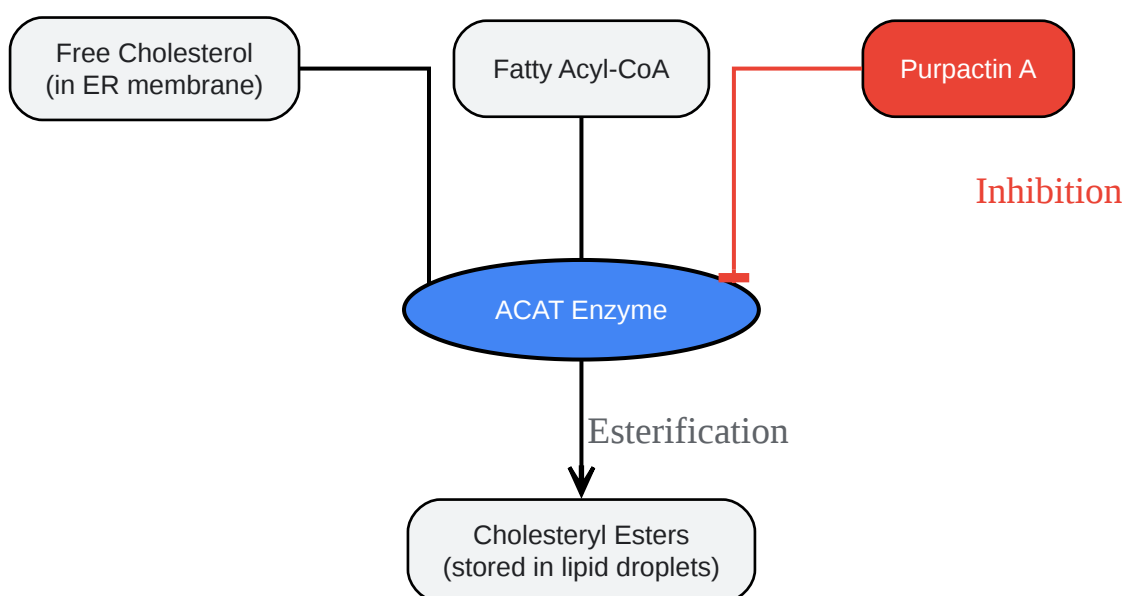 Free Cholesterol
(in ER membrane)
Fatty Acyl-CoA
Purpactin A
Inhibition
ACAT Enzyme
Esterification
Cholesteryl Esters
(stored in lipid droplets)